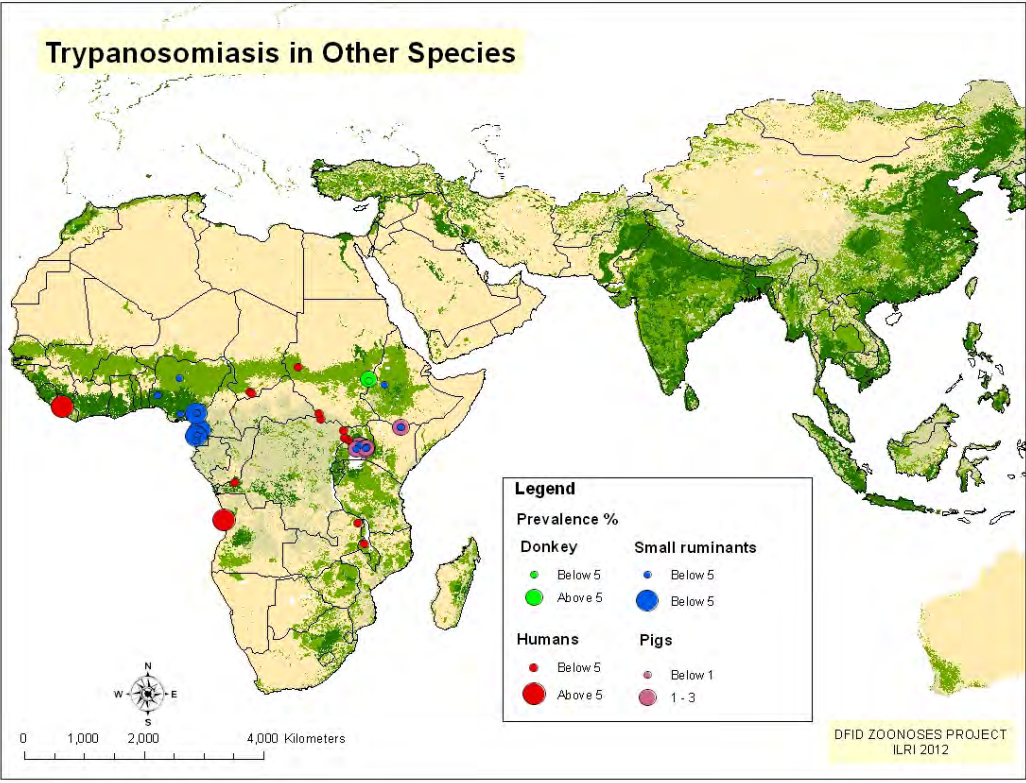 Trypanosomiasis in Other Species
Legend
Prevalence %
Donkey
Below 5
Above 5
Small ruminants
Below 5
Below 5
Humans
Below 5
Above 5
Pigs
Below 1
1 - 3
N
W E
S
0 1,000 2,000 4,000 Kilometers
DFID ZOONOSES PROJECT
ILRI 2012